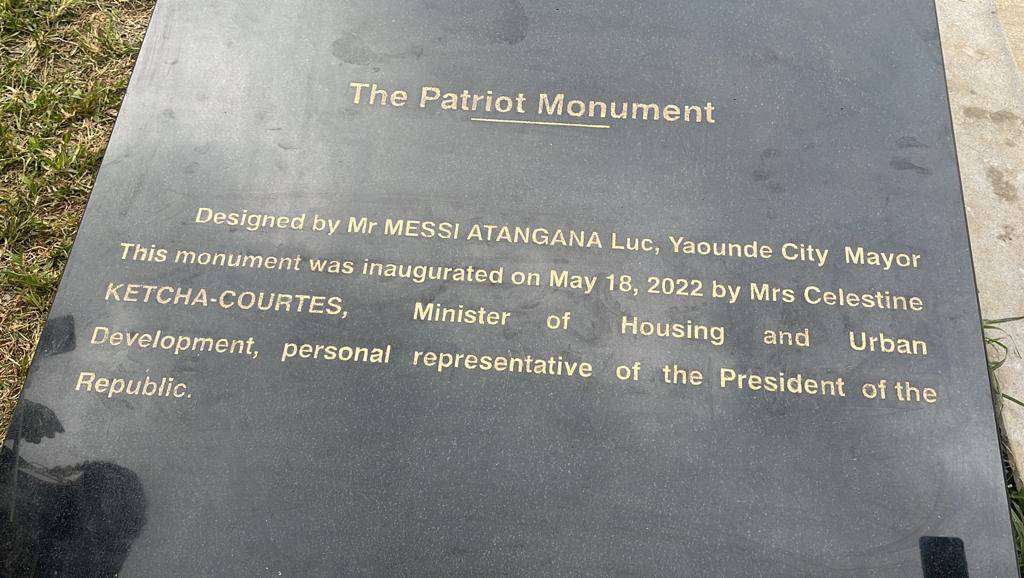 The Patriot Monument
Designed by Mr MESSI ATANGANA Luc, Yaounde City Mayor
This monument was inaugurated on May 18, 2022 by Mrs Celestine
KETCHA-COURTES, Minister of Housing and Urban
Development, personal representative of the President of the
Republic.